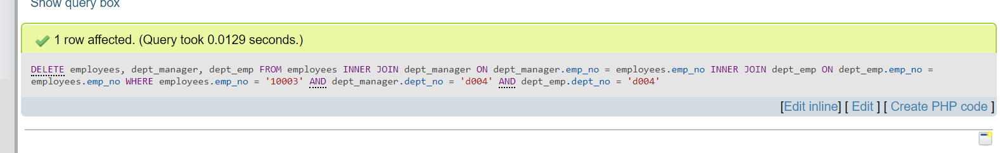 Show query box
1 row affected. (Query took 0.0129 seconds.)
DELETE employees, dept_manager, dept_emp FROM employees INNER JOIN dept_manager ON dept_manager.emp_no = employees.emp_no INNER JOIN dept_emp ON dept_emp.emp_no =
employees.emp_no WHERE employees.emp_no = '10003' AND dept_manager.dept_no = 'd004' AND dept_emp.dept_no = 'd004'
[Edit inline] [ Edit ] [ Create PHP code ]